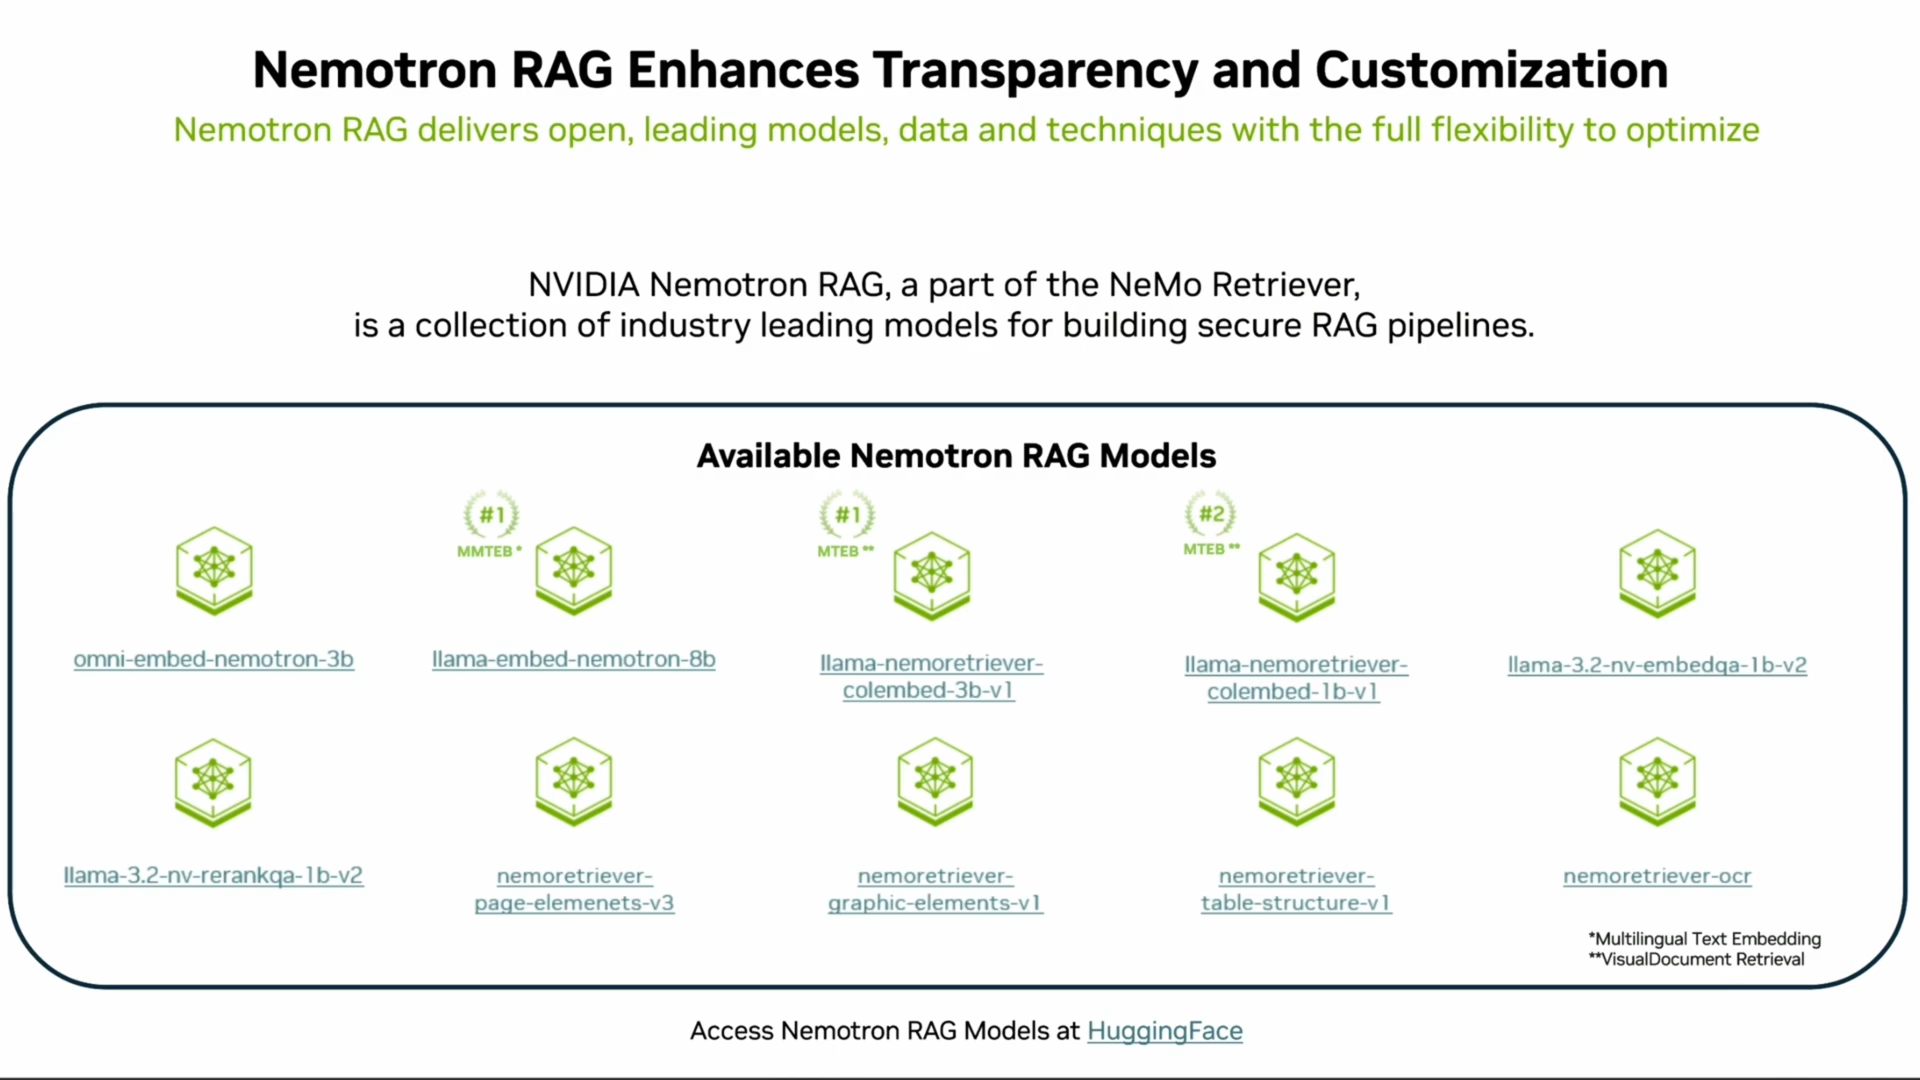 Nemotron RAG Enhances Transparency and Customization
Nemotron RAG delivers open, leading models, data and techniques with the full flexibility to optimize
NVIDIA Nemotron RAG, a part of the NeMo Retriever,
is a collection of industry leading models for building secure RAG pipelines.
Available Nemotron RAG Models
#1
MMTEB *
#1
MTEB **
#2
MTEB **
omni-embed-nemotron-3b
llama-embed-nemotron-8b
llama-nemoretriever-
colembed-3b-v1
llama-nemoretriever-
colembed-1b-v1
llama-3.2-nv-embedqa-1b-v2
llama-3.2-nv-rerankqa-1b-v2
nemoretriever-
page-elemenets-v3
nemoretriever-
graphic-elements-v1
nemoretriever-
table-structure-v1
nemoretriever-ocr
*Multilingual Text Embedding
**VisualDocument Retrieval
Access Nemotron RAG Models at HuggingFace